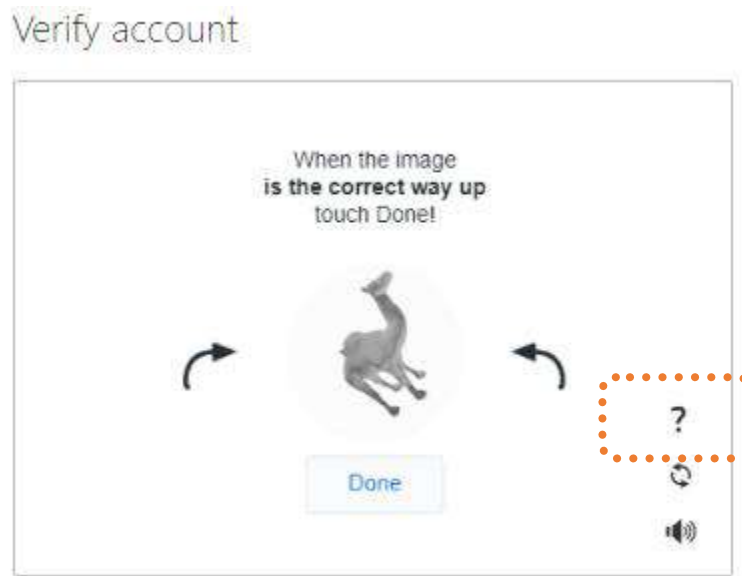 Verify account
When the image
is the correct way up
touch Done!
?
Done